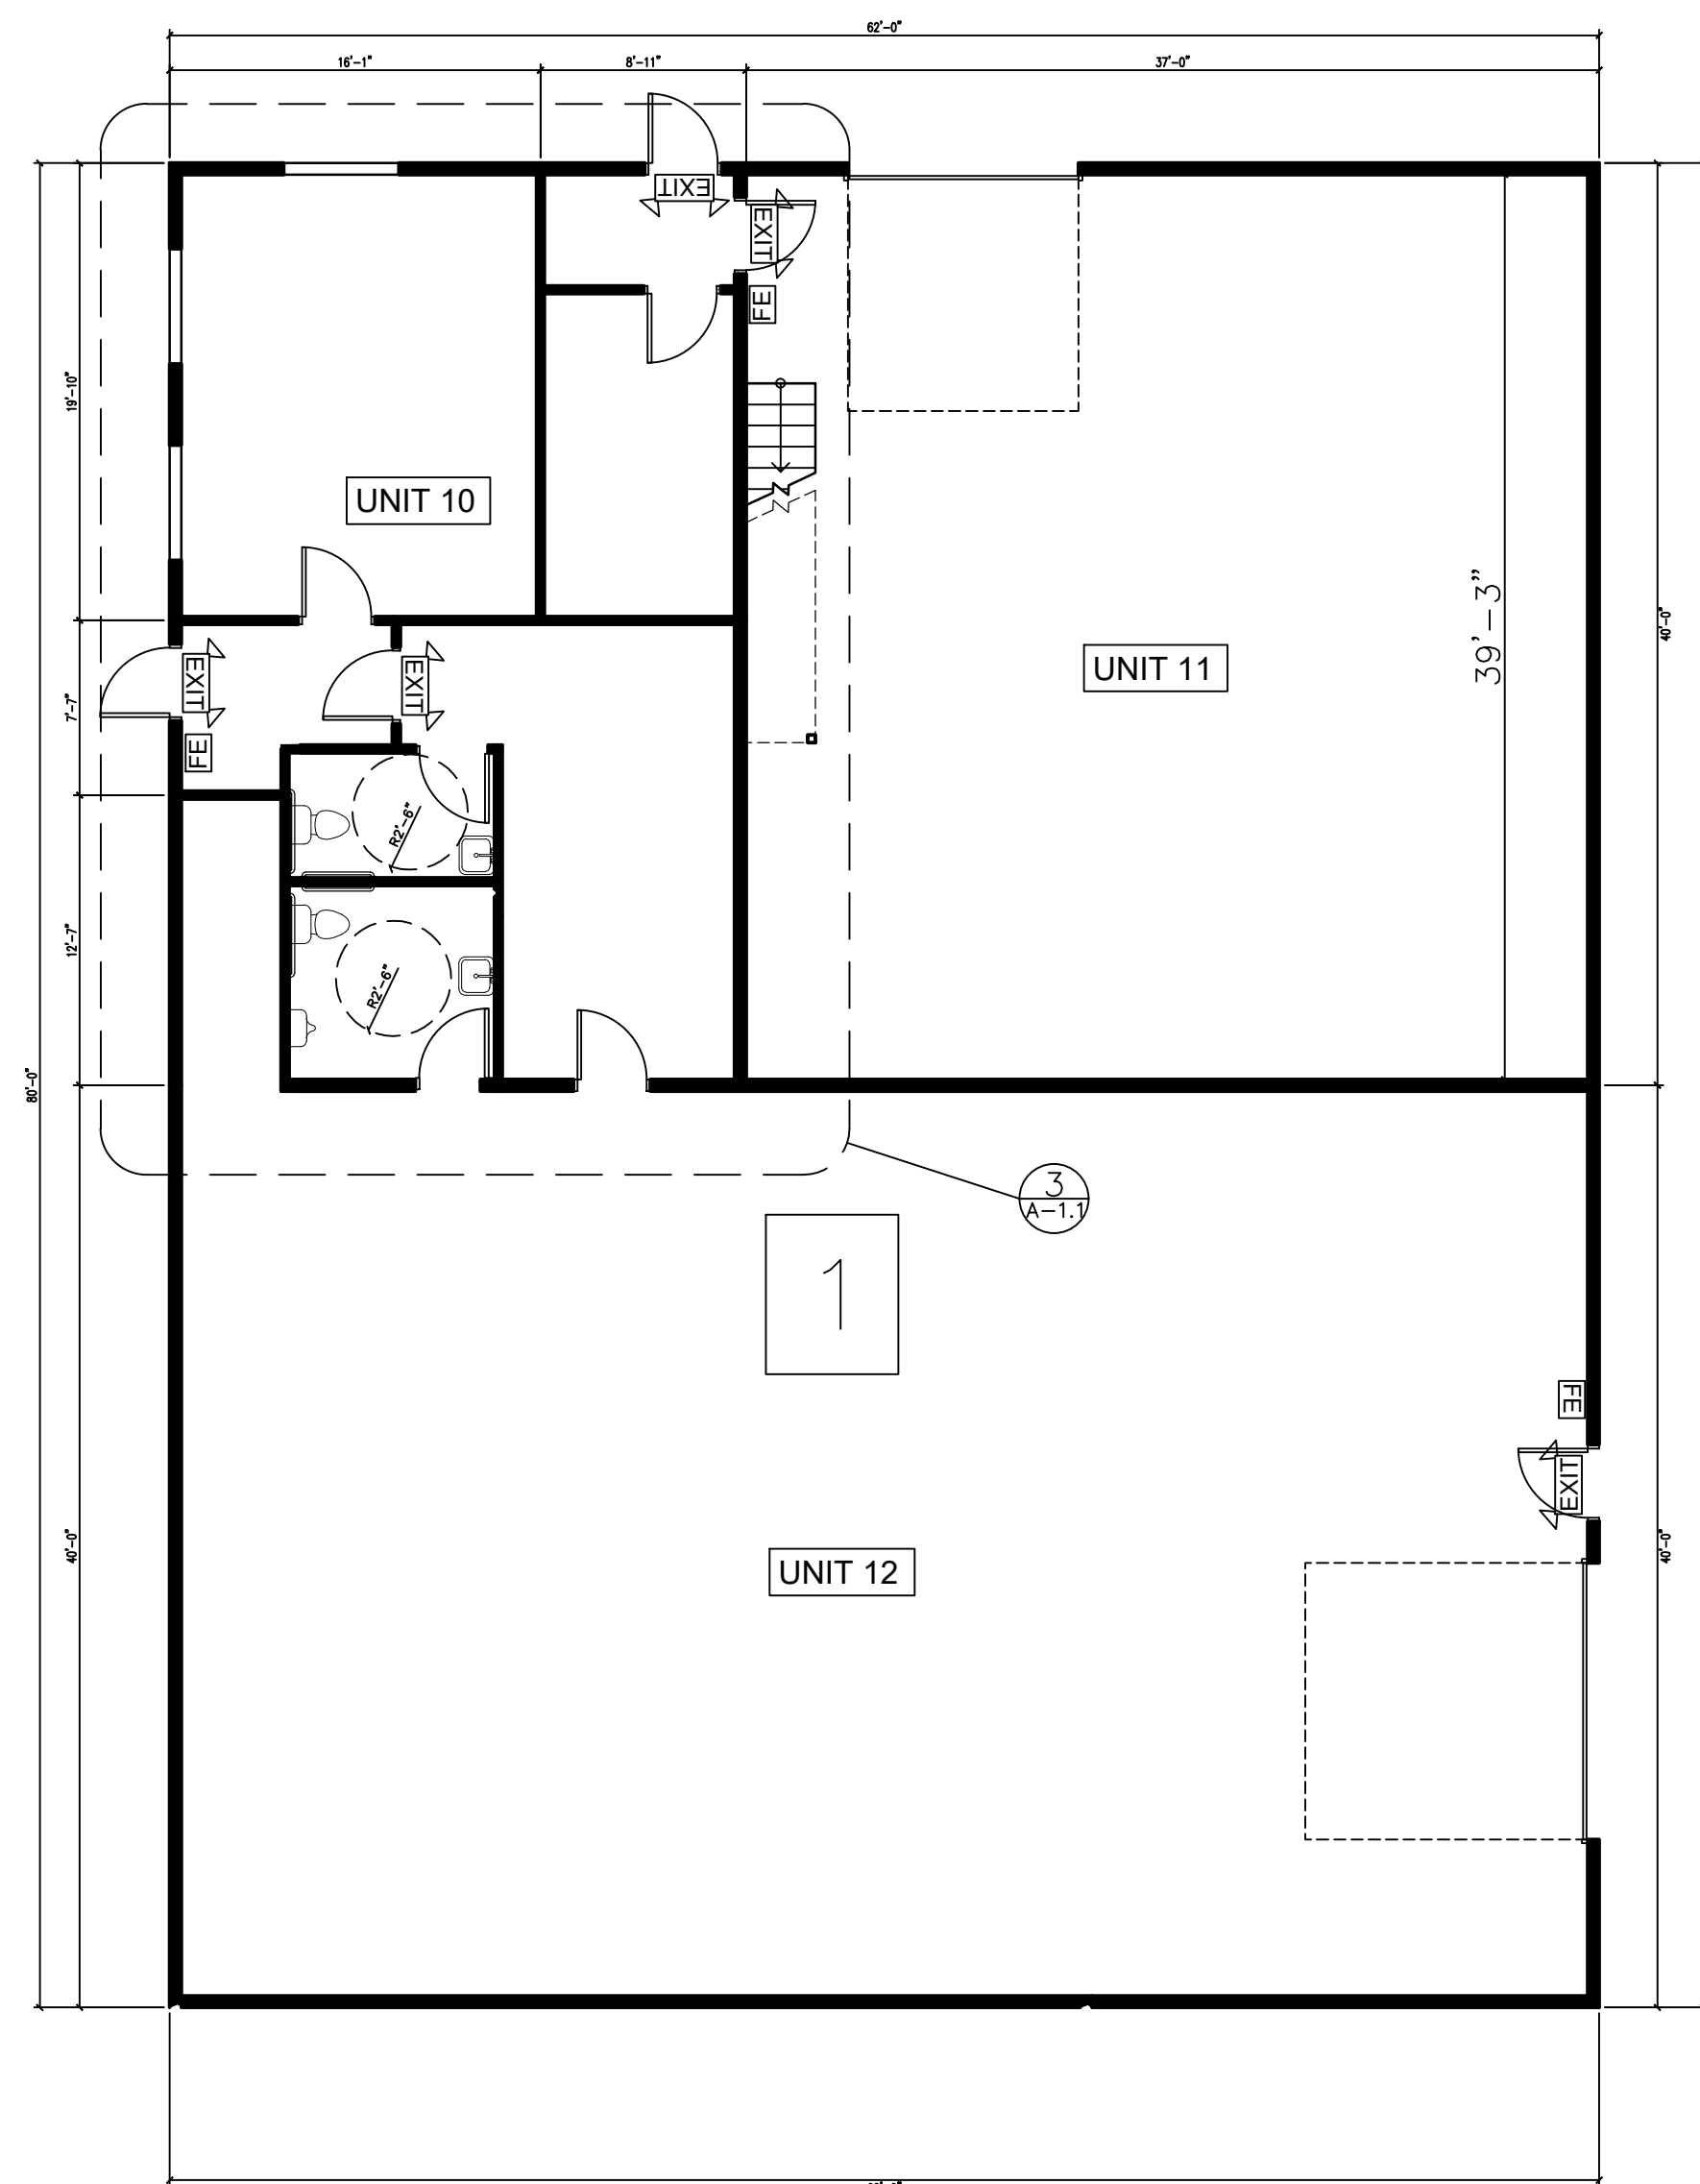 62'-0"
16'-1"
8'-11"
37'-0"
EXIT
EXIT
FE
19'-10"
UNIT 10
39'-3"
40'-0"
UNIT 11
EXIT
EXIT
7'-7"
FE
R2'-6"
12'-7"
R2'-6"
80'-0"
3
A-1.1
1
FE
EXIT
40'-0"
40'-0"
UNIT 12